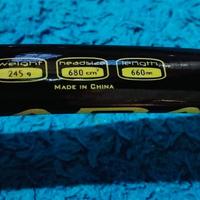 weight headsize length
245 g 680 cm² 660 mm
MADE IN CHINA